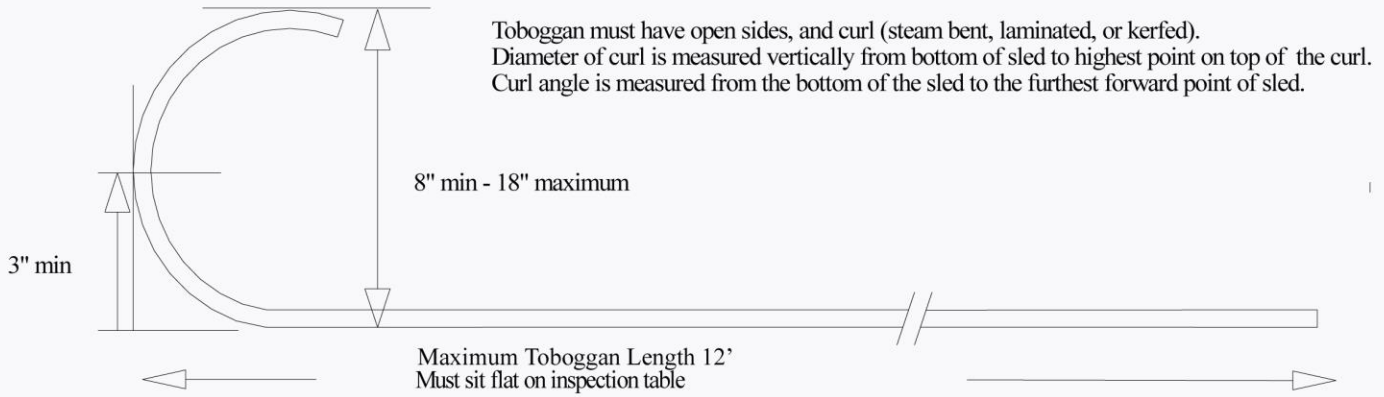 Toboggan must have open sides, and curl (steam bent, laminated, or kerfed).
Diameter of curl is measured vertically from bottom of sled to highest point on top of the curl.
Curl angle is measured from the bottom of the sled to the furthest forward point of sled.
8" min - 18" maximum
3" min
Maximum Toboggan Length 12’
Must sit flat on inspection table